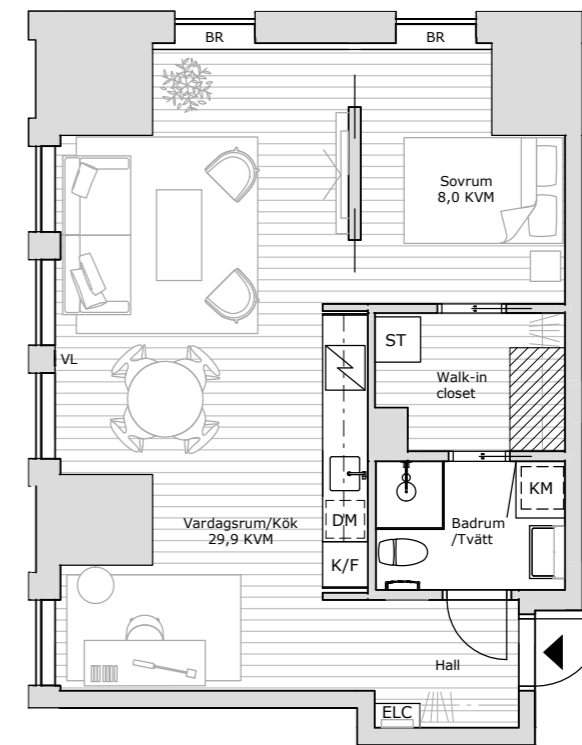 BR
BR
Sovrum
8,0 KVM
ST
VL
Walk-in
closet
KM
Vardagsrum/Kök
29,9 KVM
DM
Badrum
/Tvätt
K/F
Hall
ELC